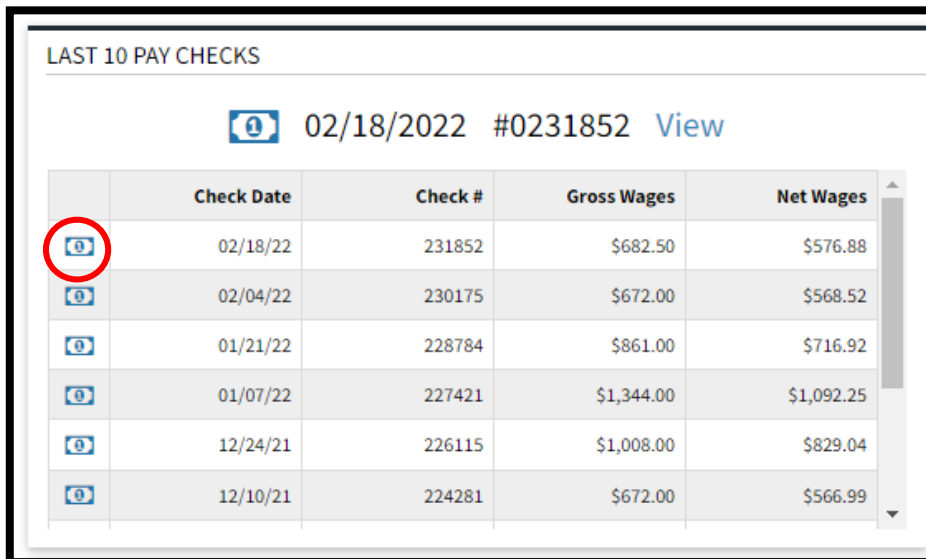 LAST 10 PAY CHECKS
02/18/2022 #0231852 View
Check Date Check # Gross Wages Net Wages
02/18/22 231852 $682.50 $576.88
02/04/22 230175 $672.00 $568.52
01/21/22 228784 $861.00 $716.92
01/07/22 227421 $1,344.00 $1,092.25
12/24/21 226115 $1,008.00 $829.04
12/10/21 224281 $672.00 $566.99